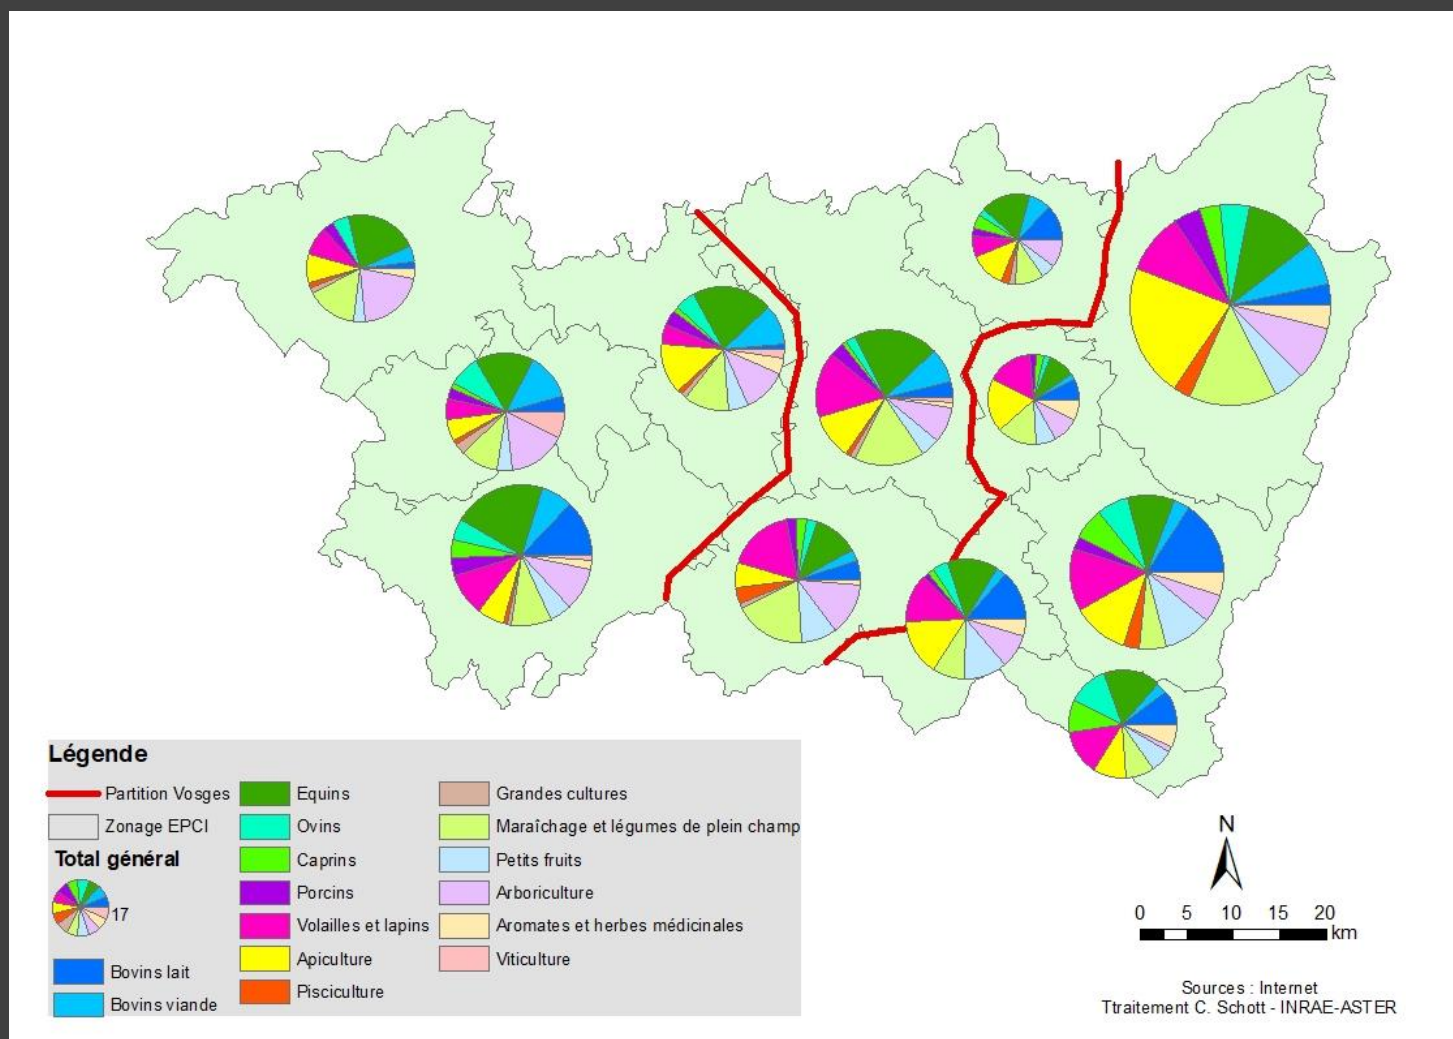 Légende
Partition Vosges
Zonage EPCI
Total général
17
Bovins lait
Bovins viande
Equins
Ovins
Caprins
Porcins
Volailles et lapins
Apiculture
Pisciculture
Grandes cultures
Maraîchage et légumes de plein champ
Petits fruits
Arboriculture
Aromates et herbes médicinales
Viticulture
N
0 5 10 15 20
km
Sources : Internet
Ttraitement C. Schott - INRAE-ASTER